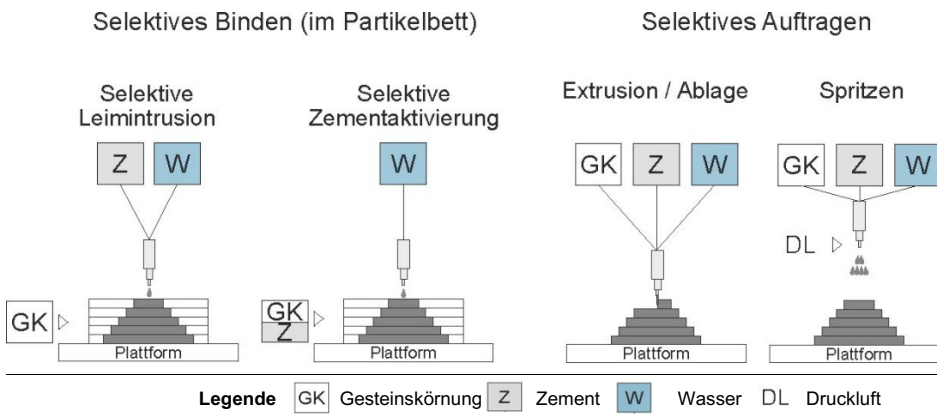 Selektives Binden (im Partikelbett)
Selektives Auftragen
Selektive
Leimintrusion
Selektive
Zementaktivierung
Extrusion / Ablage
Spritzen
Z W
W
GK Z W
GK Z W
DL
GK
GK
Z
Plattform
Plattform
Plattform
Plattform
Legende GK Gesteinskörnung Z Zement W Wasser DL Druckluft